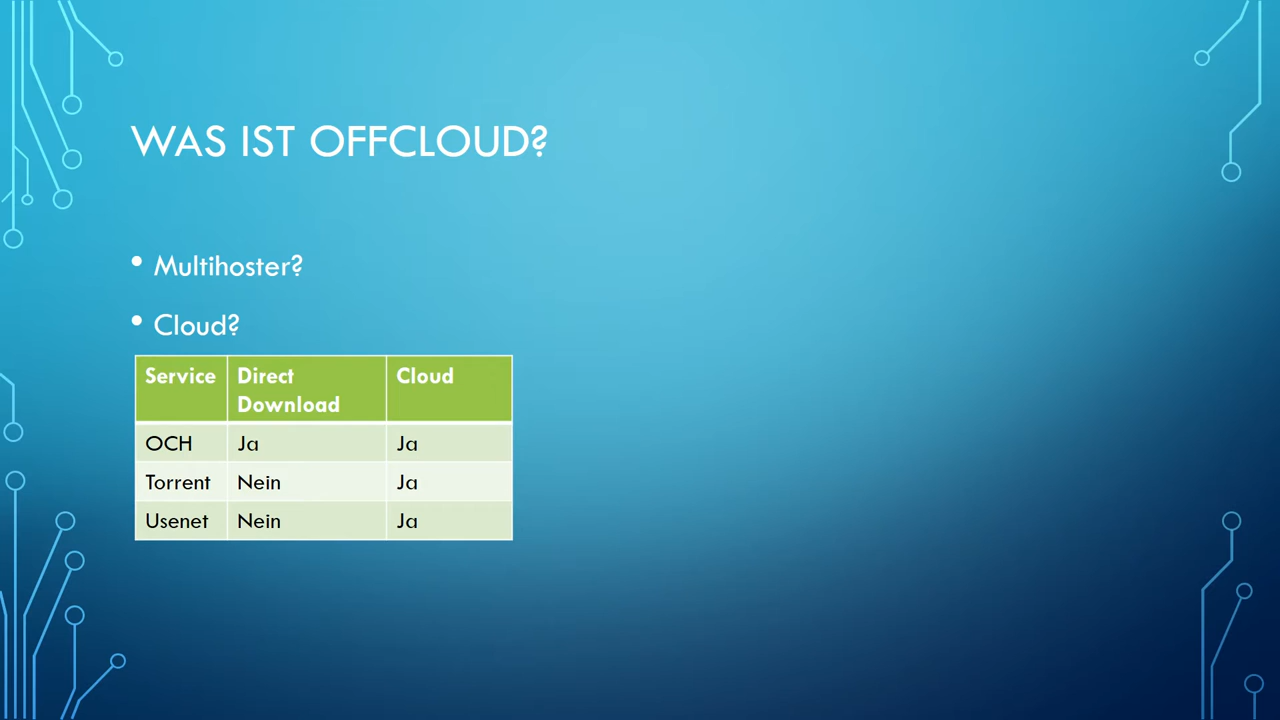 WAS IST OFFCLOUD?
• Multihoster?
• Cloud?
Service Direct Download Cloud
OCH Ja Ja
Torrent Nein Ja
Usenet Nein Ja